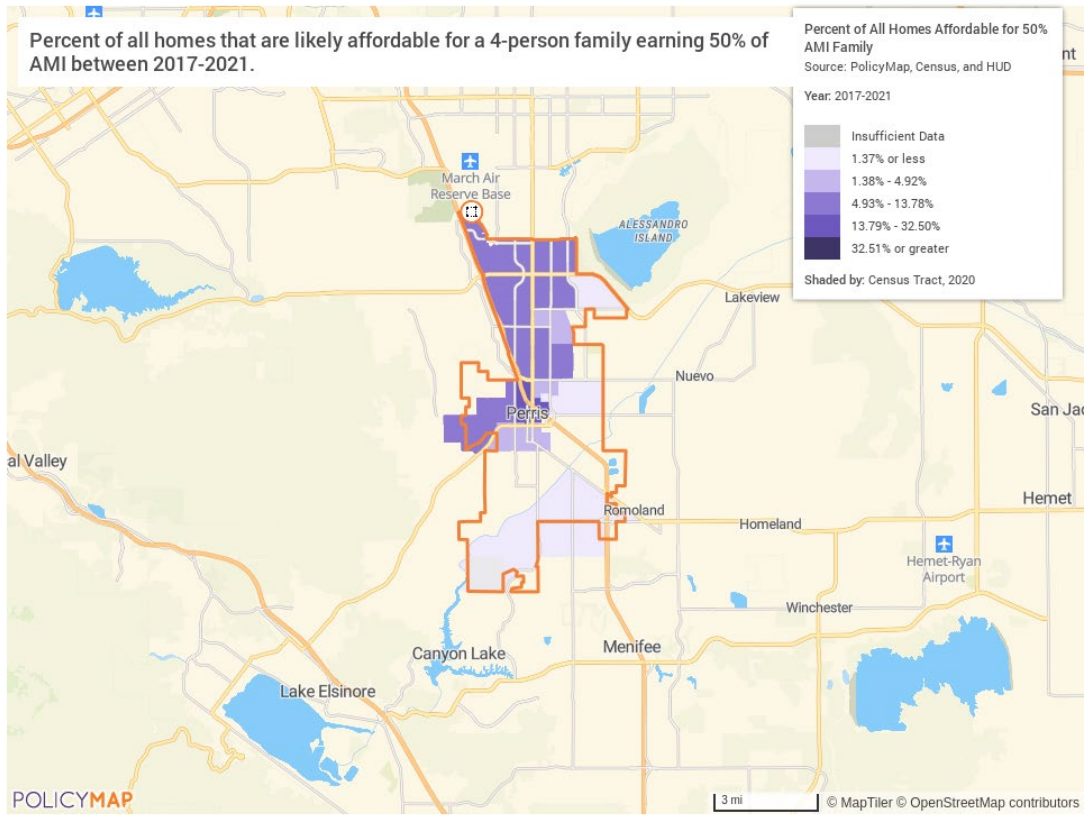 Percent of all homes that are likely affordable for a 4-person family earning 50% of
AMI between 2017-2021.
Percent of All Homes Affordable for 50%
AMI Family
Source: PolicyMap, Census, and HUD
Year: 2017-2021
Insufficient Data
1.37% or less
1.38% - 4.92%
4.93% - 13.78%
13.79% - 32.50%
32.51% or greater
Shaded by: Census Tract, 2020
nt
March Air
Reserve Base
ALESSANDRO
ISLAND
Lakeview
Nuevo
Perris
San Jac
al Valley
Romoland
Homeland
Hemet
Hemet-Ryan
Airport
Winchester
Canyon Lake
Menifee
Lake Elsinore
POLICYMAP
3 mi
© MapTiler © OpenStreetMap contributors